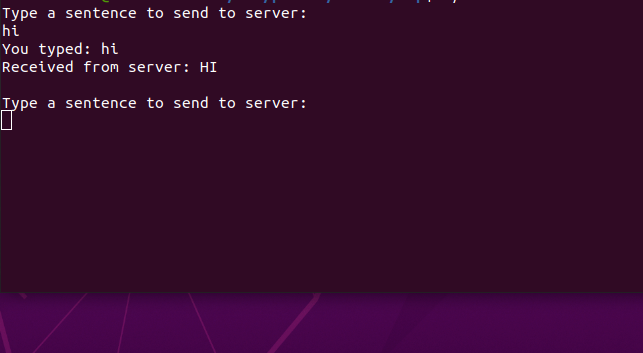 Type a sentence to send to server:
hi
You typed: hi
Received from server: HI
Type a sentence to send to server: